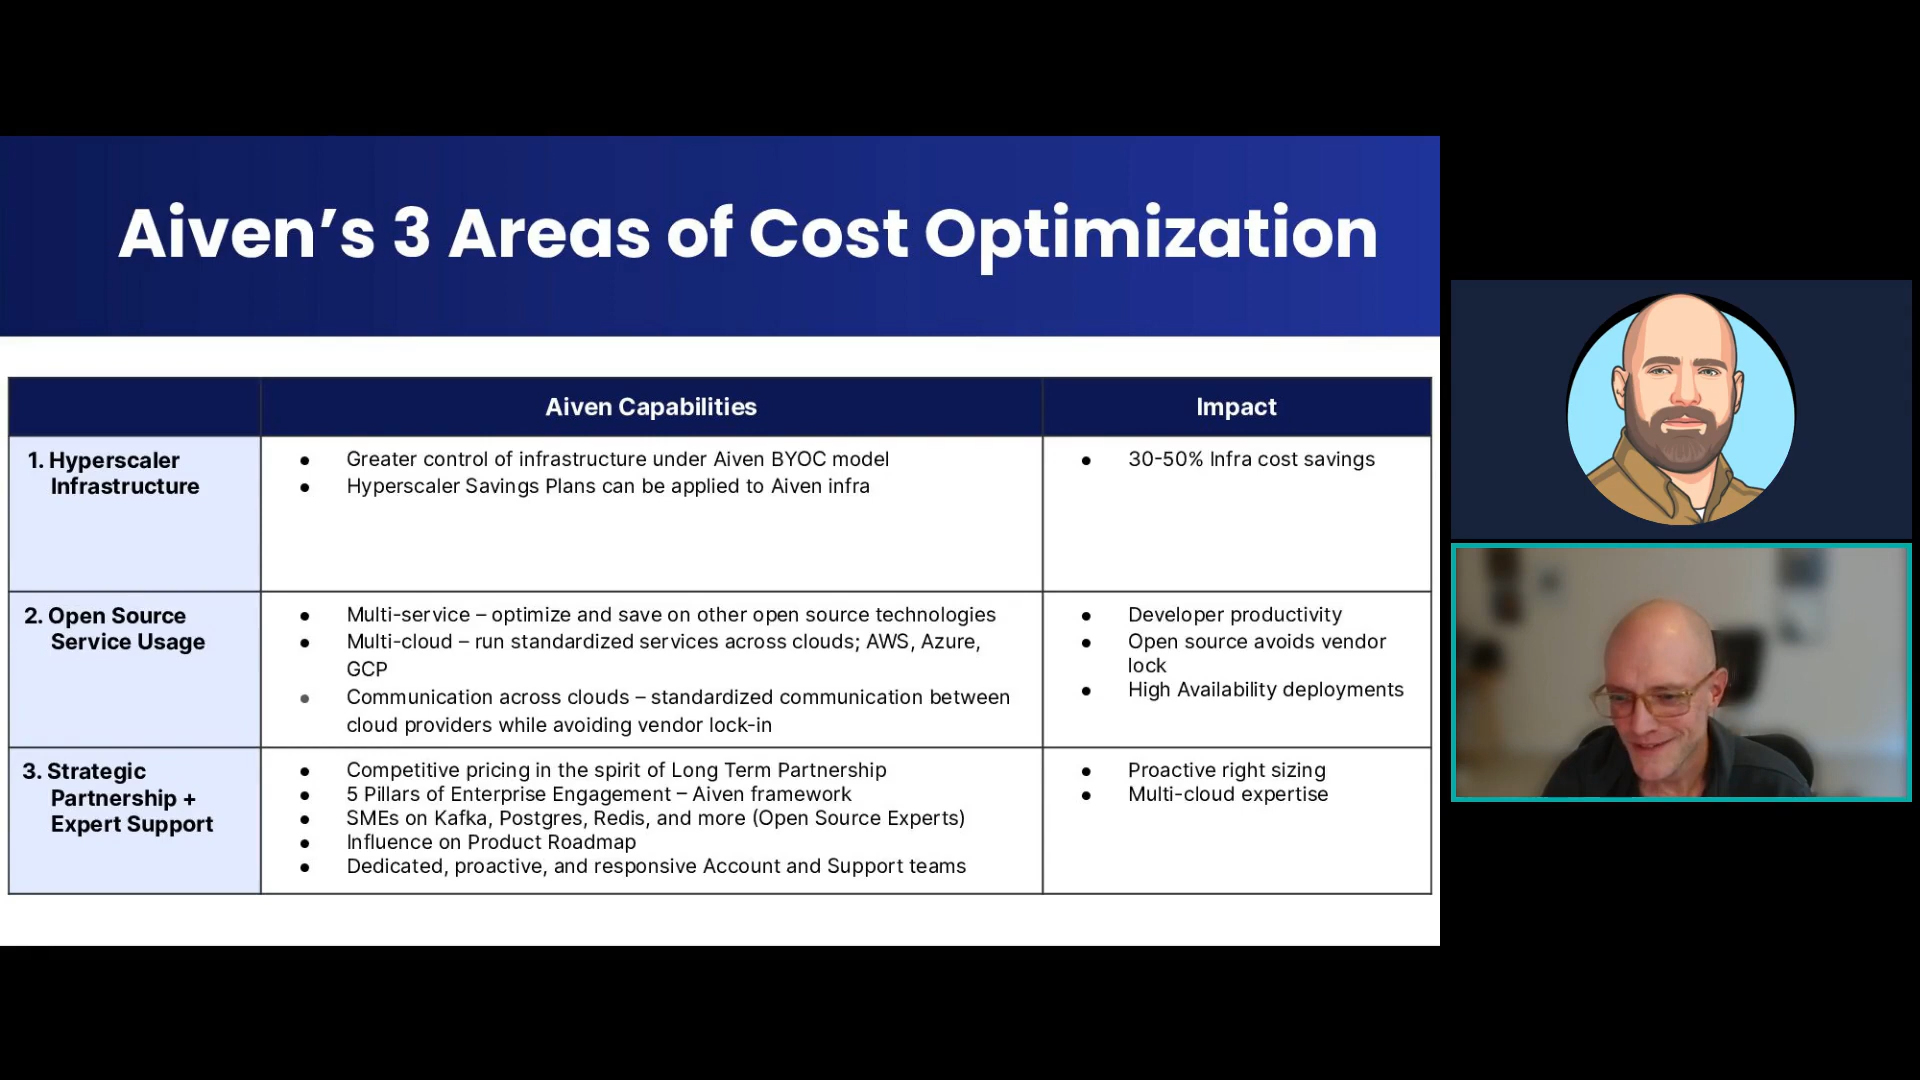 Aiven’s 3 Areas of Cost Optimization
Aiven Capabilities
Impact
1. Hyperscaler
Infrastructure
● Greater control of infrastructure under Aiven BYOC model
● Hyperscaler Savings Plans can be applied to Aiven infra
● 30-50% Infra cost savings
2. Open Source
Service Usage
● Multi-service – optimize and save on other open source technologies
● Multi-cloud – run standardized services across clouds; AWS, Azure,
GCP
● Communication across clouds – standardized communication between
cloud providers while avoiding vendor lock-in
● Developer productivity
● Open source avoids vendor
lock
● High Availability deployments
3. Strategic
Partnership +
Expert Support
● Competitive pricing in the spirit of Long Term Partnership
● 5 Pillars of Enterprise Engagement – Aiven framework
● SMEs on Kafka, Postgres, Redis, and more (Open Source Experts)
● Influence on Product Roadmap
● Dedicated, proactive, and responsive Account and Support teams
● Proactive right sizing
● Multi-cloud expertise